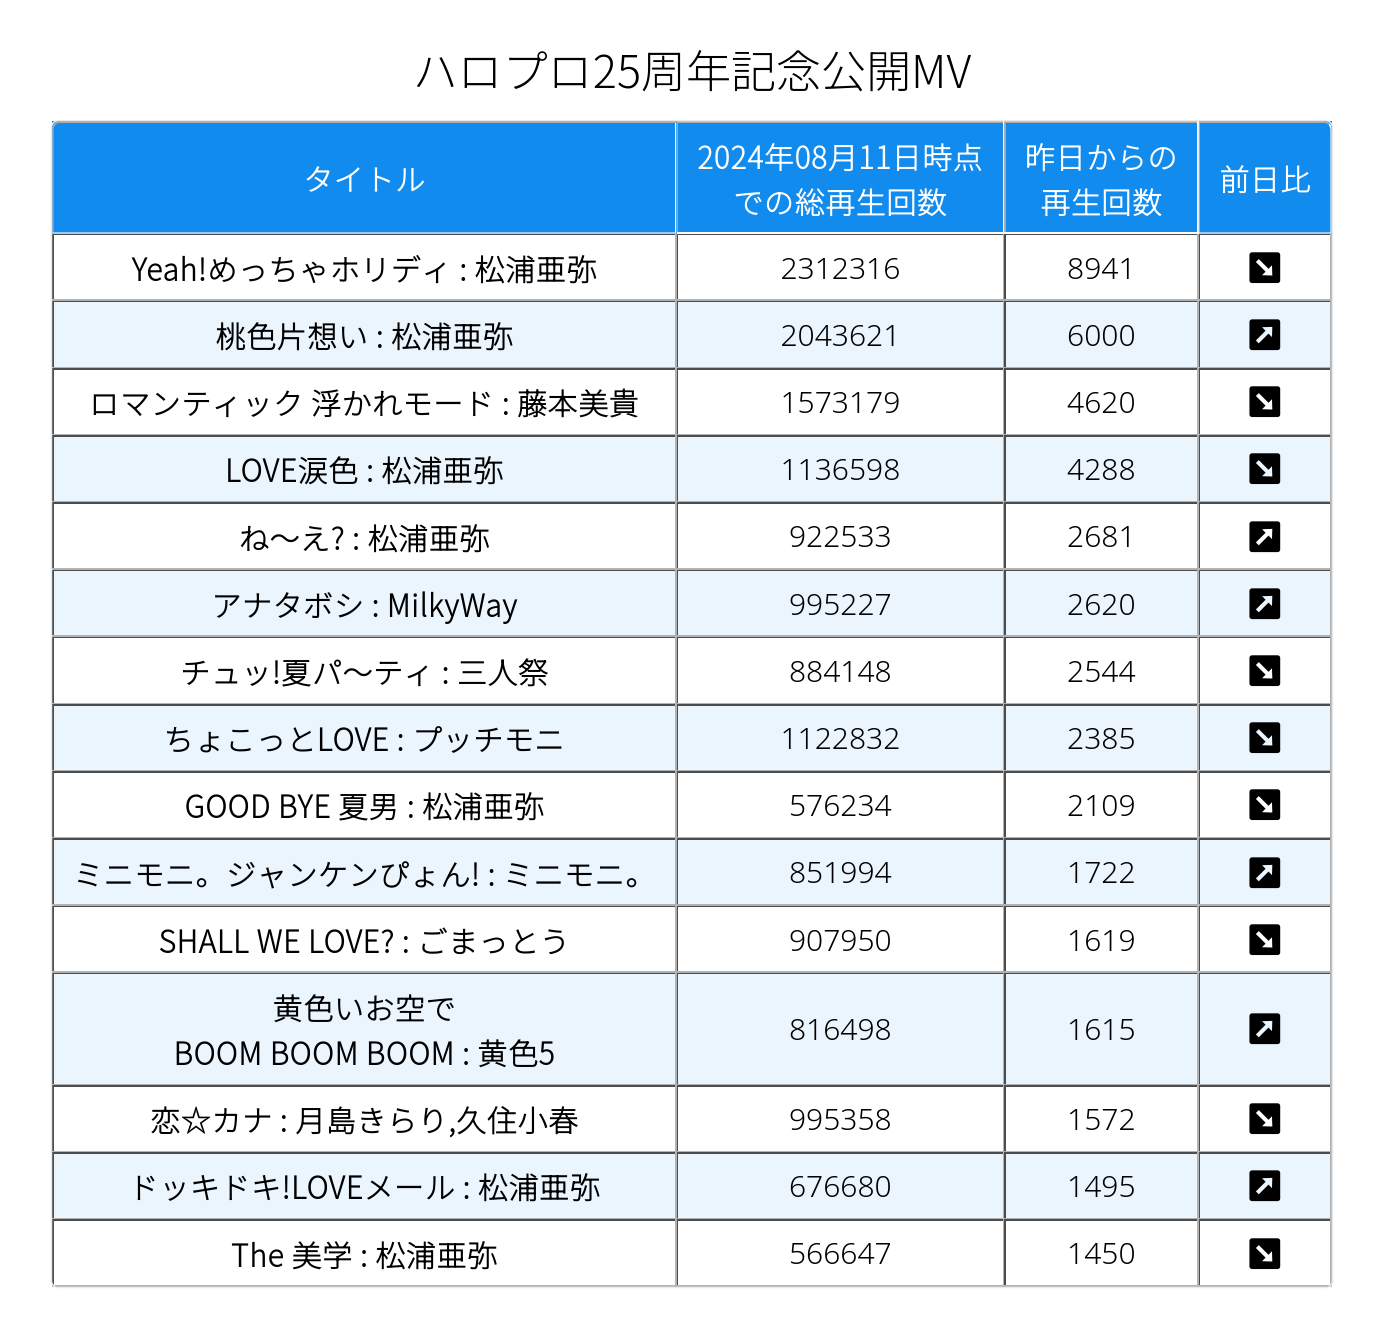 ハロプロ25周年記念公開MV
タイトル 2024年08月11日時点での総再生回数 昨日からの再生回数 前日比
Yeah!めっちゃホリディ : 松浦亜弥 2312316 8941 ↘
桃色片想い : 松浦亜弥 2043621 6000 ↗
ロマンティック 浮かれモード : 藤本美貴 1573179 4620 ↘
LOVE涙色 : 松浦亜弥 1136598 4288 ↘
ね〜え? : 松浦亜弥 922533 2681 ↗
アナタボシ : MilkyWay 995227 2620 ↗
チュッ!夏パ〜ティ : 三人祭 884148 2544 ↘
ちょこっとLOVE : プッチモニ 1122832 2385 ↘
GOOD BYE 夏男 : 松浦亜弥 576234 2109 ↘
ミニモニ。ジャンケンぴょん! : ミニモニ。 851994 1722 ↗
SHALL WE LOVE? : ごまっとう 907950 1619 ↘
黄色いお空で
BOOM BOOM BOOM : 黄色5 816498 1615 ↗
恋☆カナ : 月島きらり,久住小春 995358 1572 ↘
ドッキドキ!LOVEメール : 松浦亜弥 676680 1495 ↗
The 美学 : 松浦亜弥 566647 1450 ↘